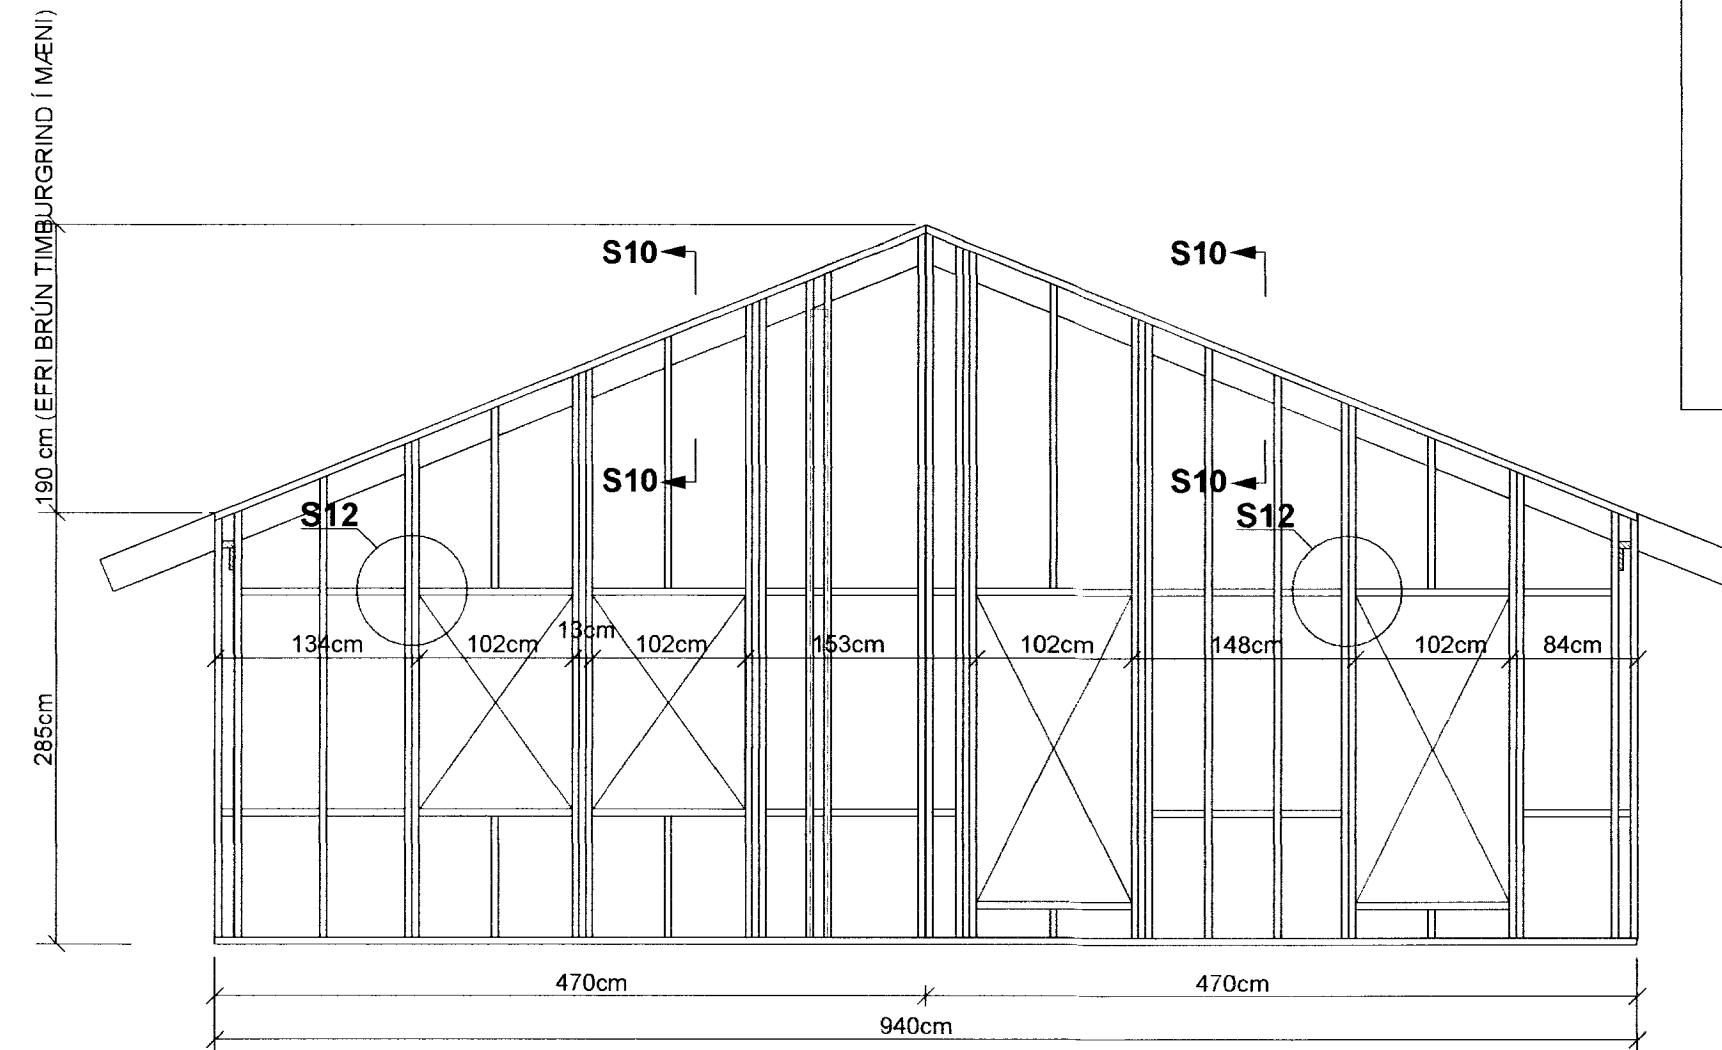 190 cm (EFRI BRÚN TIMBURGRIND Í MÆNI)
S10
S10
S10
S10
S12
S12
134cm
102cm
13cm
102cm
153cm
102cm
148cm
102cm
84cm
285cm
470cm
470cm
940cm